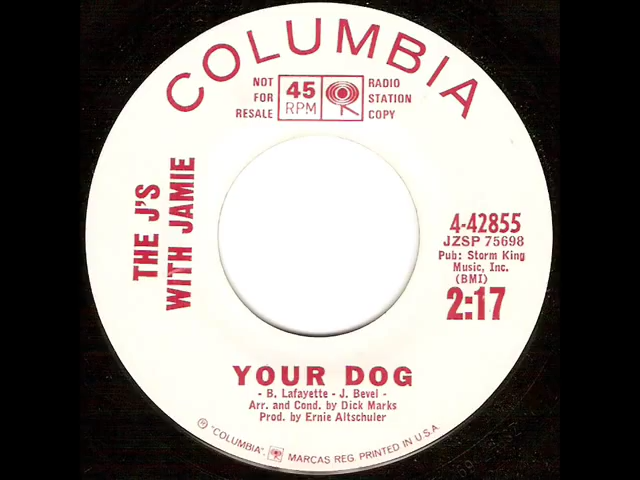 COLUMBIA
NOT FOR RESALE
45 RPM
RADIO STATION COPY
THE J'S
WITH JAMIE
4-42855
JZSP 75698
Pub: Storm King
Music, Inc.
(BMI)
2:17
YOUR DOG
- B. Lafayette - J. Bevel -
Arr. and Cond. by Dick Marks
Prod. by Ernie Altschuler
℗ "COLUMBIA", MARCAS REG. PRINTED IN U.S.A.